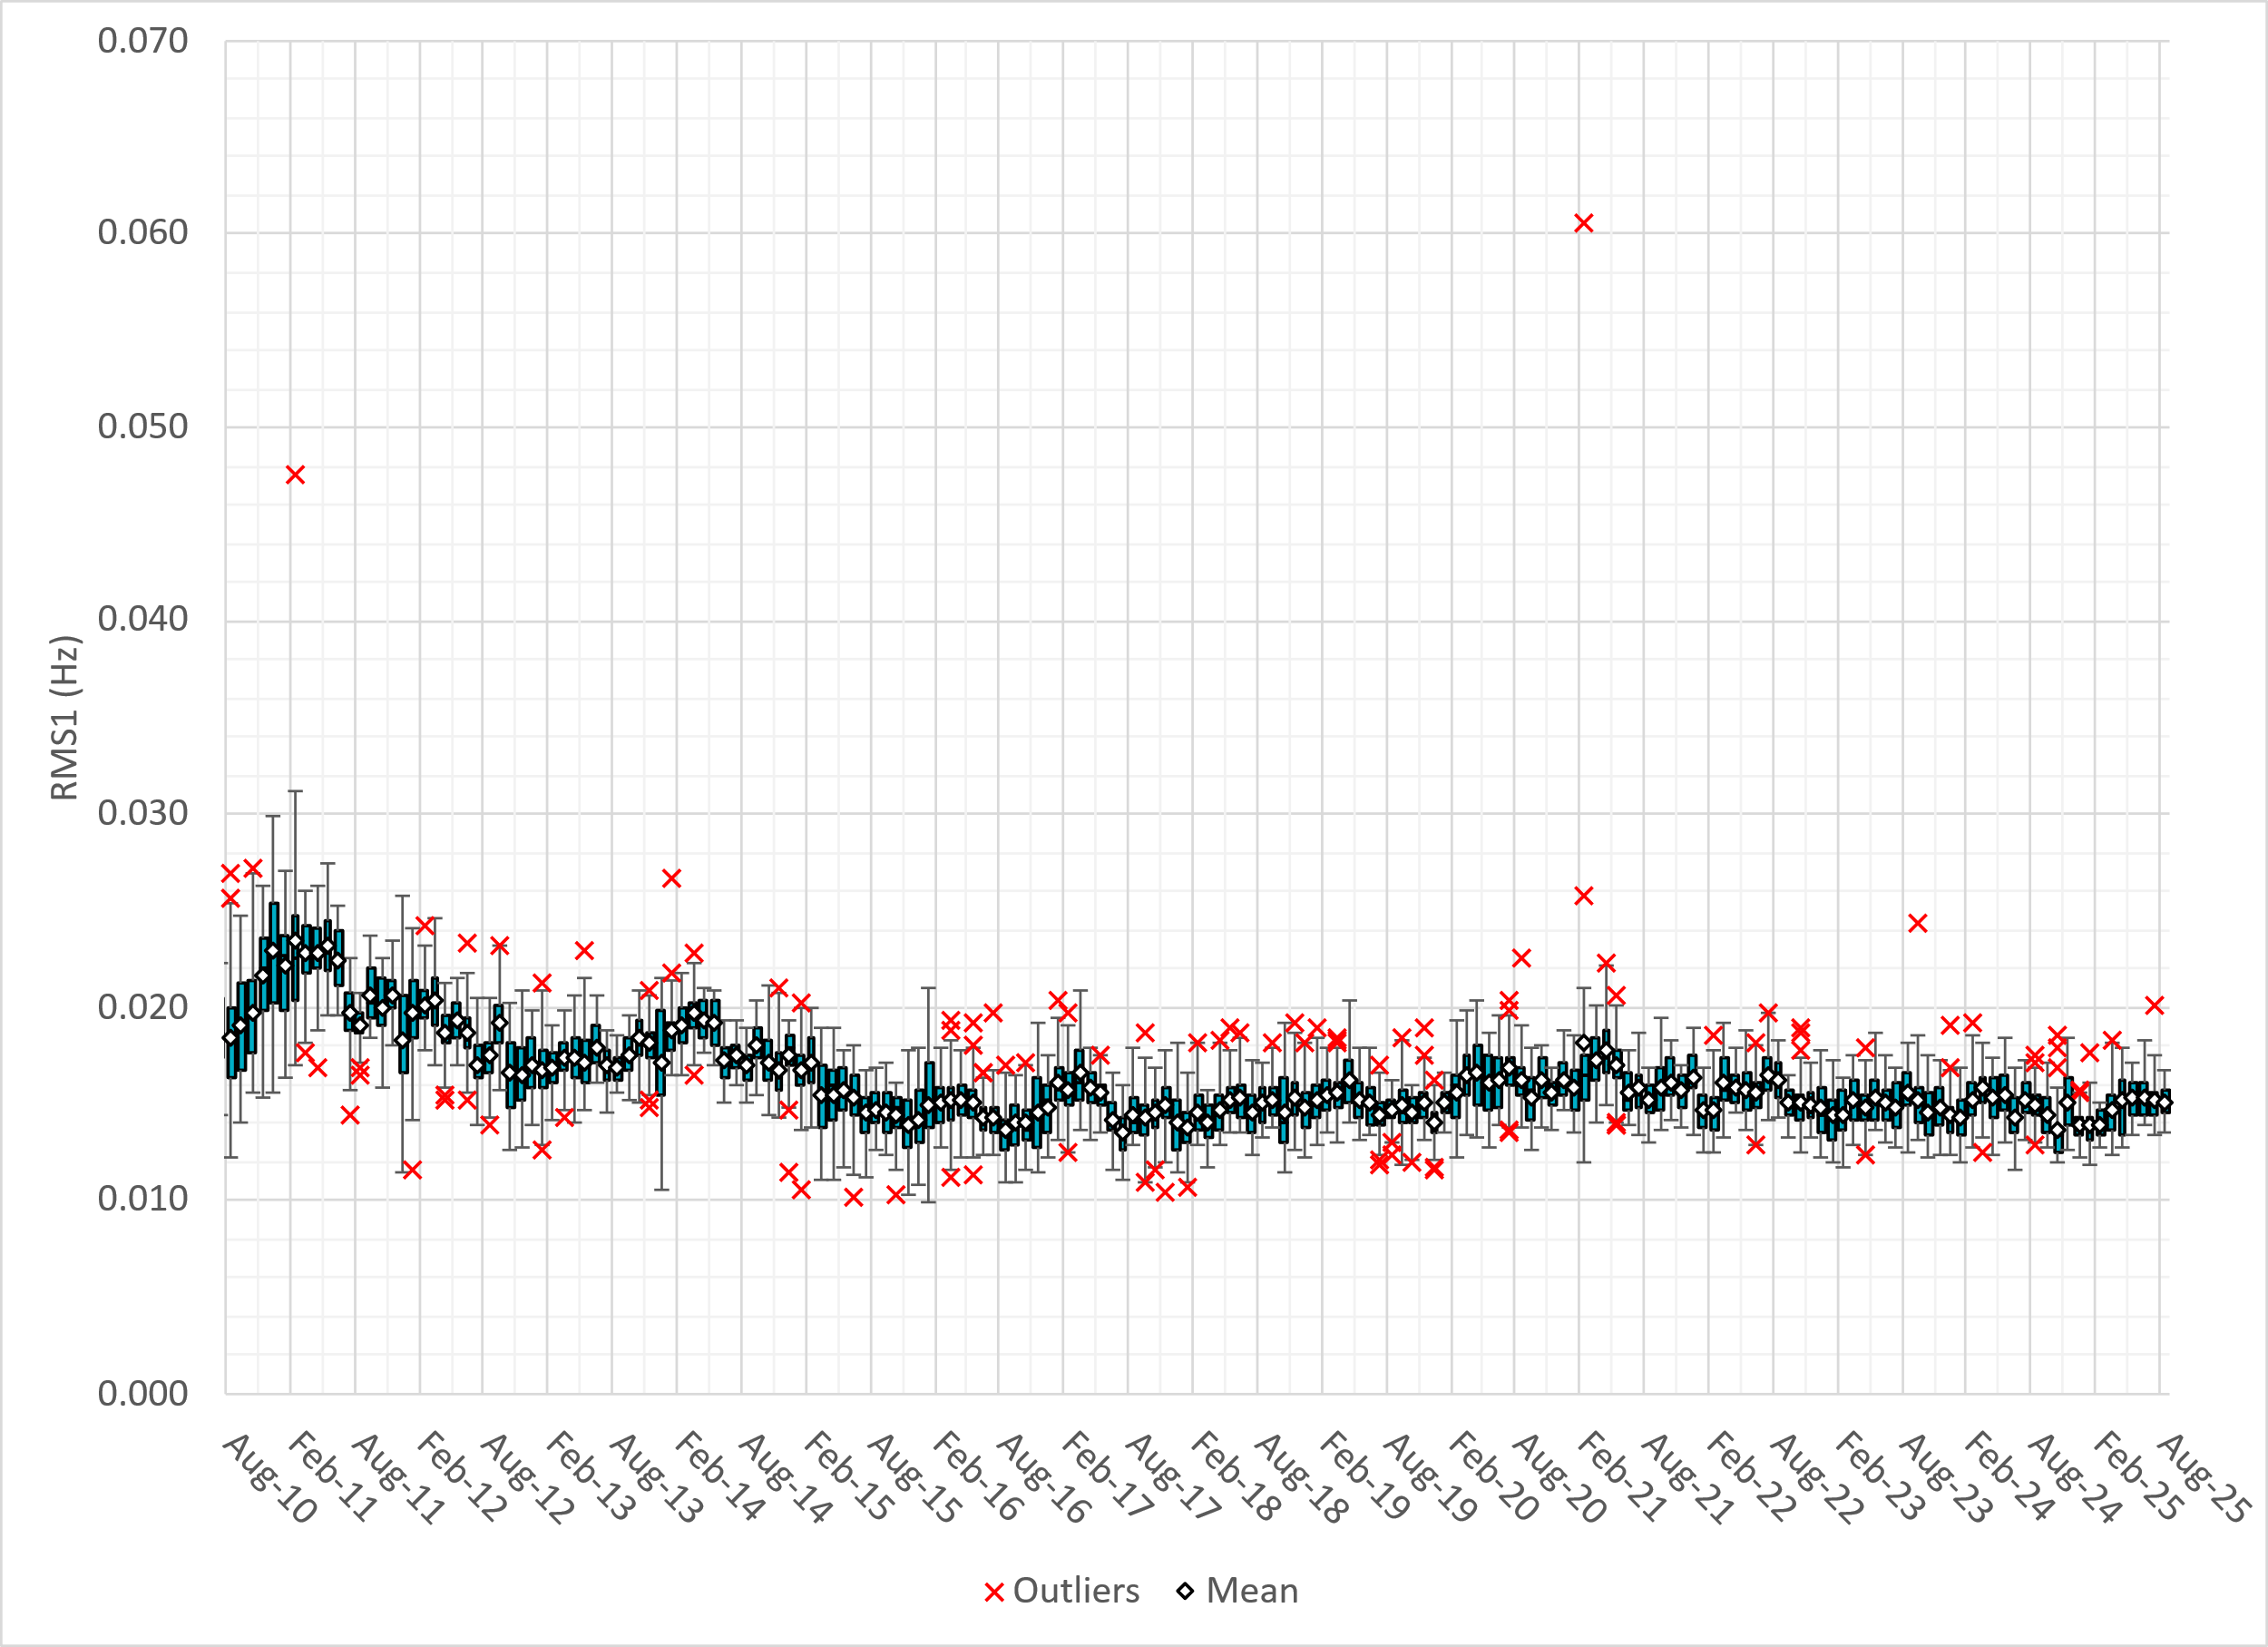 0.070
0.060
0.050
0.040
0.030
0.020
0.010
0.000
RMS1 (Hz)
Aug-10
Feb-11
Aug-11
Feb-12
Aug-12
Feb-13
Aug-13
Feb-14
Aug-14
Feb-15
Aug-15
Feb-16
Aug-16
Feb-17
Aug-17
Feb-18
Aug-18
Feb-19
Aug-19
Feb-20
Aug-20
Feb-21
Aug-21
Feb-22
Aug-22
Feb-23
Aug-23
Feb-24
Aug-24
Feb-25
Aug-25
Outliers Mean